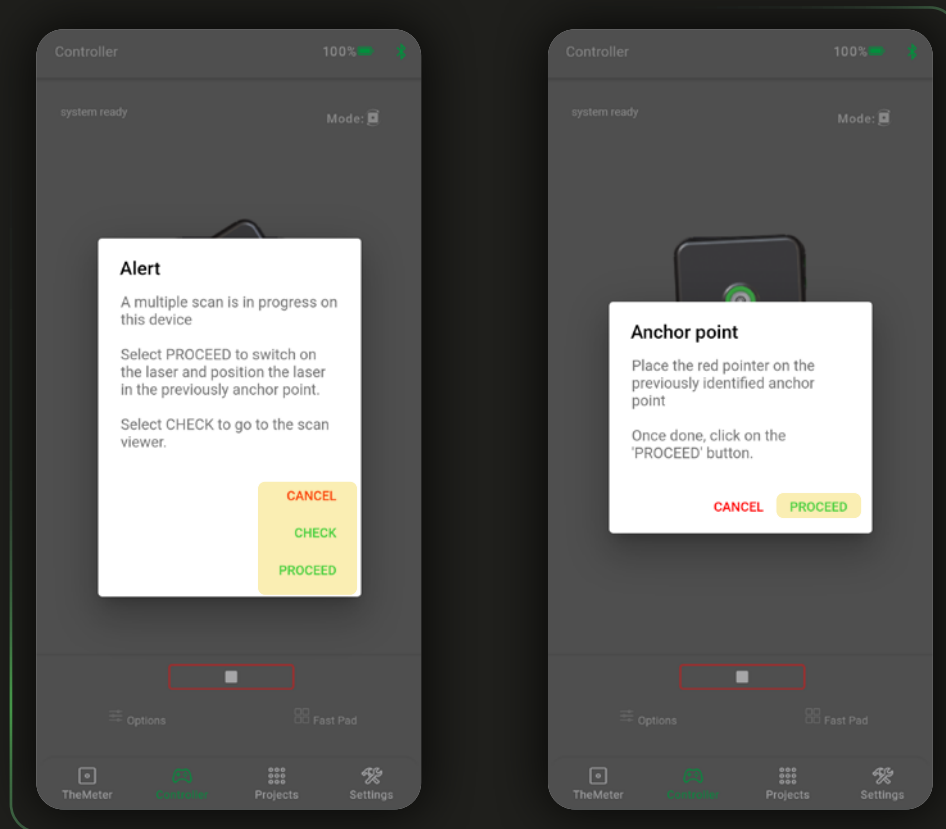 Controller
100%
system ready
Mode:
Alert
A multiple scan is in progress on
this device
Select PROCEED to switch on
the laser and position the laser
in the previously anchor point.
Select CHECK to go to the scan
viewer.
CANCEL
CHECK
PROCEED
Options
Fast Pad
TheMeter
Controller
Projects
Settings
Controller
100%
system ready
Mode:
Anchor point
Place the red pointer on the
previously identified anchor
point
Once done, click on the
'PROCEED' button.
CANCEL PROCEED
Options
Fast Pad
TheMeter
Controller
Projects
Settings